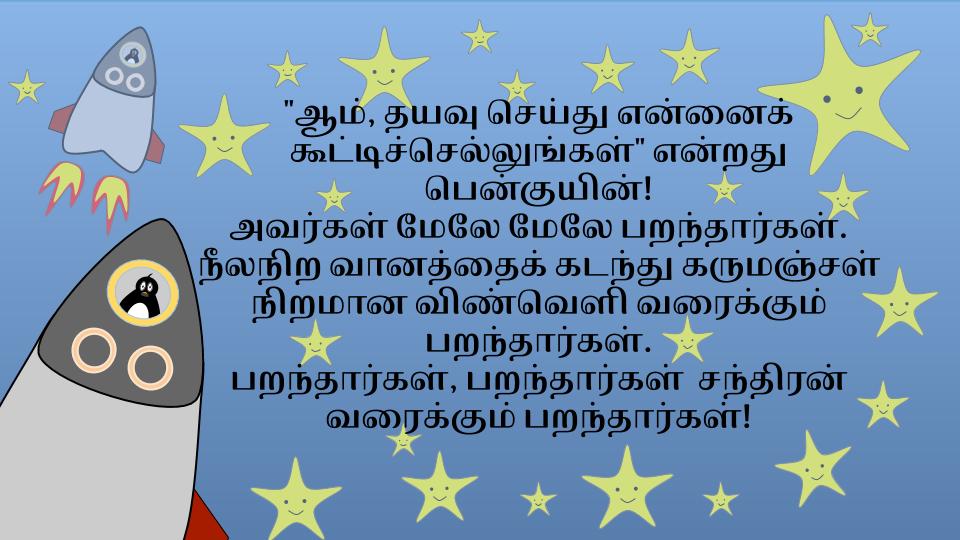 "ஆம், தயவு செய்து என்னைக்
கூட்டிச்செல்லுங்கள்" என்றது
பென்குயின்!
அவர்கள் மேலே மேலே பறந்தார்கள்.
நீலநிற வானத்தைக் கடந்து கருமஞ்சள்
நிறமான விண்வெளி வரைக்கும்
பறந்தார்கள்.
பறந்தார்கள், பறந்தார்கள் சந்திரன்
வரைக்கும் பறந்தார்கள்!